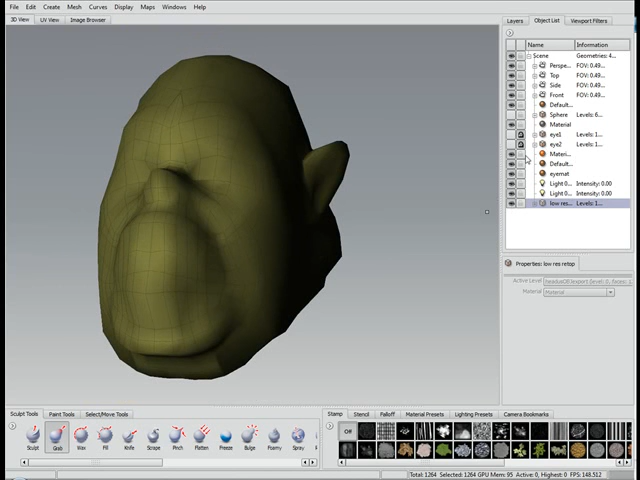 File Edit Create Mesh Curves Display Maps Windows Help
3D View UV View Image Browser
Layers Object List Viewport Filters
Name Information
Scene Geometries: 4...
Perspe... FOV: 0.49...
Top FOV: 0.49...
Side FOV: 0.49...
Front FOV: 0.49...
Default...
Sphere Levels: 6...
Material
eye1 Levels: 1...
eye2 Levels: 1...
Materi...
Default...
eyemat
Light 0... Intensity: 0.00
Light 0... Intensity: 0.00
low res... Levels: 1...
Properties: low res retop
Active Level (level 0, faces: 1
Material Material
Sculpt Tools Paint Tools Select/Move Tools
Sculpt Grab Wax Fill Knife Scrape Pinch Flatten Freeze Bulge Foamy Spray
Stamp Stencil Falloff Material Presets Lighting Presets Camera Bookmarks
Off
Total: 1264 Selected: 1264 GPU Mem: 95 Active: 0, Highest: 0 FPS: 148.512